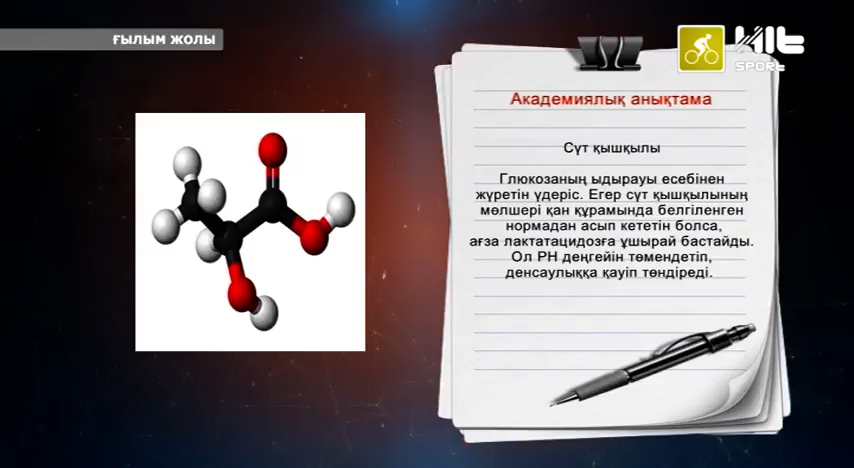 ҒЫЛЫМ ЖОЛЫ
SPORT
Академиялық анықтама
Сүт қышқылы
Глюкозаның ыдырауы есебінен
жүретін үдеріс. Егер сүт қышқылының
мөлшері қан құрамында белгіленген
нормадан асып кететін болса,
ағза лактатацидозға ұшырай бастайды.
Ол РН деңгейін төмендетіп,
денсаулыққа қауіп төндіреді.